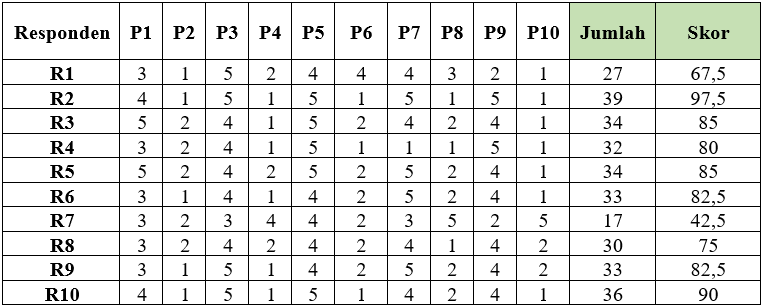 Responden P1 P2 P3 P4 P5 P6 P7 P8 P9 P10 Jumlah Skor
R1 3 1 5 2 4 4 4 3 2 1 27 67,5
R2 4 1 5 1 5 1 5 1 5 1 39 97,5
R3 5 2 4 1 5 2 4 2 4 1 34 85
R4 3 2 4 1 5 1 1 1 5 1 32 80
R5 5 2 4 2 5 2 5 2 4 1 34 85
R6 3 1 4 1 4 2 5 2 4 1 33 82,5
R7 3 2 3 4 4 2 3 5 2 5 17 42,5
R8 3 2 4 2 4 2 4 1 4 2 30 75
R9 3 1 5 1 4 2 5 2 4 2 33 82,5
R10 4 1 5 1 5 1 4 2 4 1 36 90